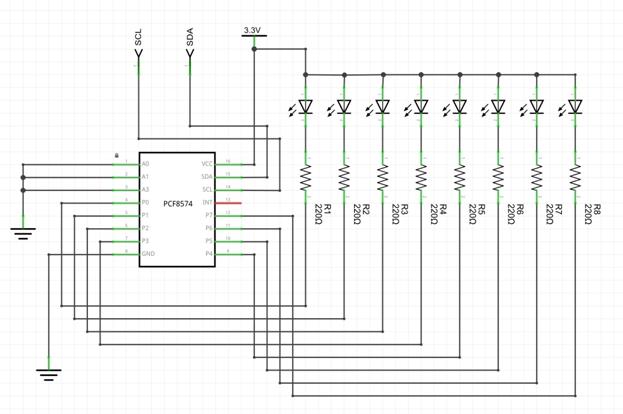 SCL
SDA
3.3V
A0
A1
A3
P0
P1
P2
P3
GND
PCF8574
VCC
SDA
SCL
INT
P7
P6
P5
P4
R1
220Ω
R2
220Ω
R3
220Ω
R4
220Ω
R5
220Ω
R6
220Ω
R7
220Ω
R8
220Ω